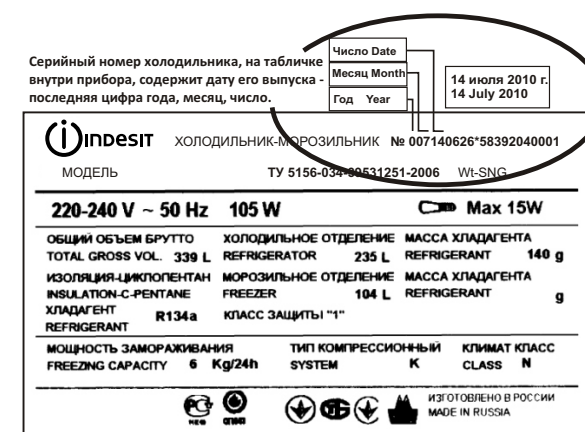 Число Date
Серийный номер холодильника, на табличке
внутри прибора, содержит дату его выпуска -
последняя цифра года, месяц, число.
Месяц Month
Год Year
14 июля 2010 г.
14 July 2010
indesit ХОЛОДИЛЬНИК-МОРОЗИЛЬНИК № 007140626*58392040001
МОДЕЛЬ ТУ 5156-034-39531251-2006 Wt-SNG
220-240 V ~ 50 Hz 105 W Max 15W
ОБЩИЙ ОБЪЕМ БРУТТО ХОЛОДИЛЬНОЕ ОТДЕЛЕНИЕ МАССА ХЛАДАГЕНТА
TOTAL GROSS VOL. 339 L REFRIGERATOR 235 L REFRIGERANT 140 g
ИЗОЛЯЦИЯ-ЦИКЛОПЕНТАН МОРОЗИЛЬНОЕ ОТДЕЛЕНИЕ МАССА ХЛАДАГЕНТА
INSULATION-C-PENTANE FREEZER 104 L REFRIGERANT g
ХЛАДАГЕНТ R134a КЛАСС ЗАЩИТЫ "1"
REFRIGERANT
МОЩНОСТЬ ЗАМОРАЖИВАНИЯ ТИП КОМПРЕССИОННЫЙ КЛИМАТ КЛАСС
FREEZING CAPACITY 6 Kg/24h SYSTEM K CLASS N
ИЗГОТОВЛЕНО В РОССИИ
MADE IN RUSSIA